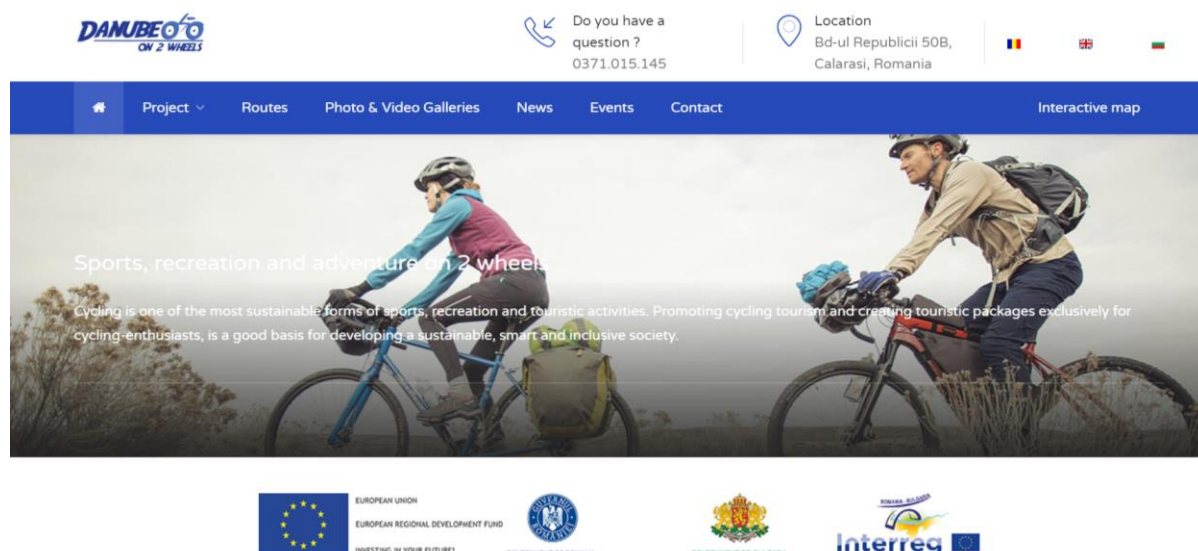 DANUBE
ON 2 WHEELS
Do you have a
question ?
0371.015.145
Location
Bd-ul Republicii 50B,
Calarasi, Romania
Project
Routes
Photo & Video Galleries
News
Events
Contact
Interactive map
Sports, recreation and adventure on 2 wheels
Cycling is one of the most sustainable forms of sports, recreation and touristic activities. Promoting cycling tourism and creating touristic packages exclusively for
cycling-enthusiasts, is a good basis for developing a sustainable, smart and inclusive society.
EUROPEAN UNION
EUROPEAN REGIONAL DEVELOPMENT FUND
INVESTING IN YOUR FUTURE!
GUVERNUL
ROMÂNIEI
ROMANIA - BULGARIA
Interreg